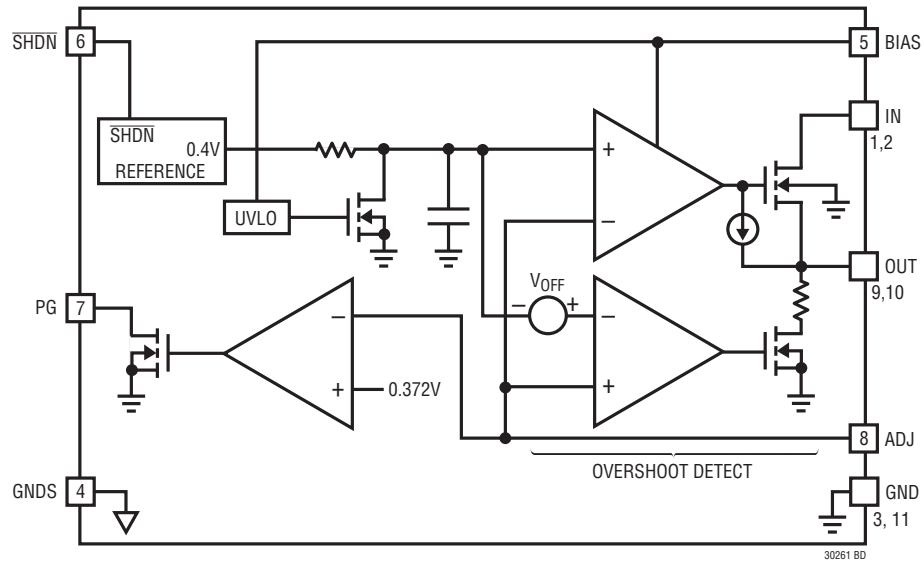 SHDN 6
5 BIAS
IN
1,2
SHDN
0.4V
REFERENCE
+
UVLO
–
OUT
9,10
PG 7
VOFF
– +
–
–
+
0.372V
+
8 ADJ
OVERSHOOT DETECT
GNDS 4
GND
3, 11
30261 BD